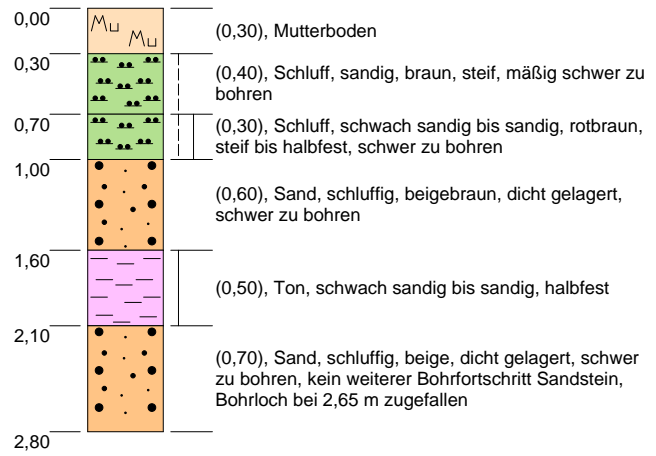 0,00
(0,30), Mutterboden
0,30
(0,40), Schluff, sandig, braun, steif, mäßig schwer zu
bohren
0,70
(0,30), Schluff, schwach sandig bis sandig, rotbraun,
steif bis halbfest, schwer zu bohren
1,00
(0,60), Sand, schluffig, beigebraun, dicht gelagert,
schwer zu bohren
1,60
(0,50), Ton, schwach sandig bis sandig, halbfest
2,10
(0,70), Sand, schluffig, beige, dicht gelagert, schwer
zu bohren, kein weiterer Bohrfortschritt Sandstein,
Bohrloch bei 2,65 m zugefallen
2,80